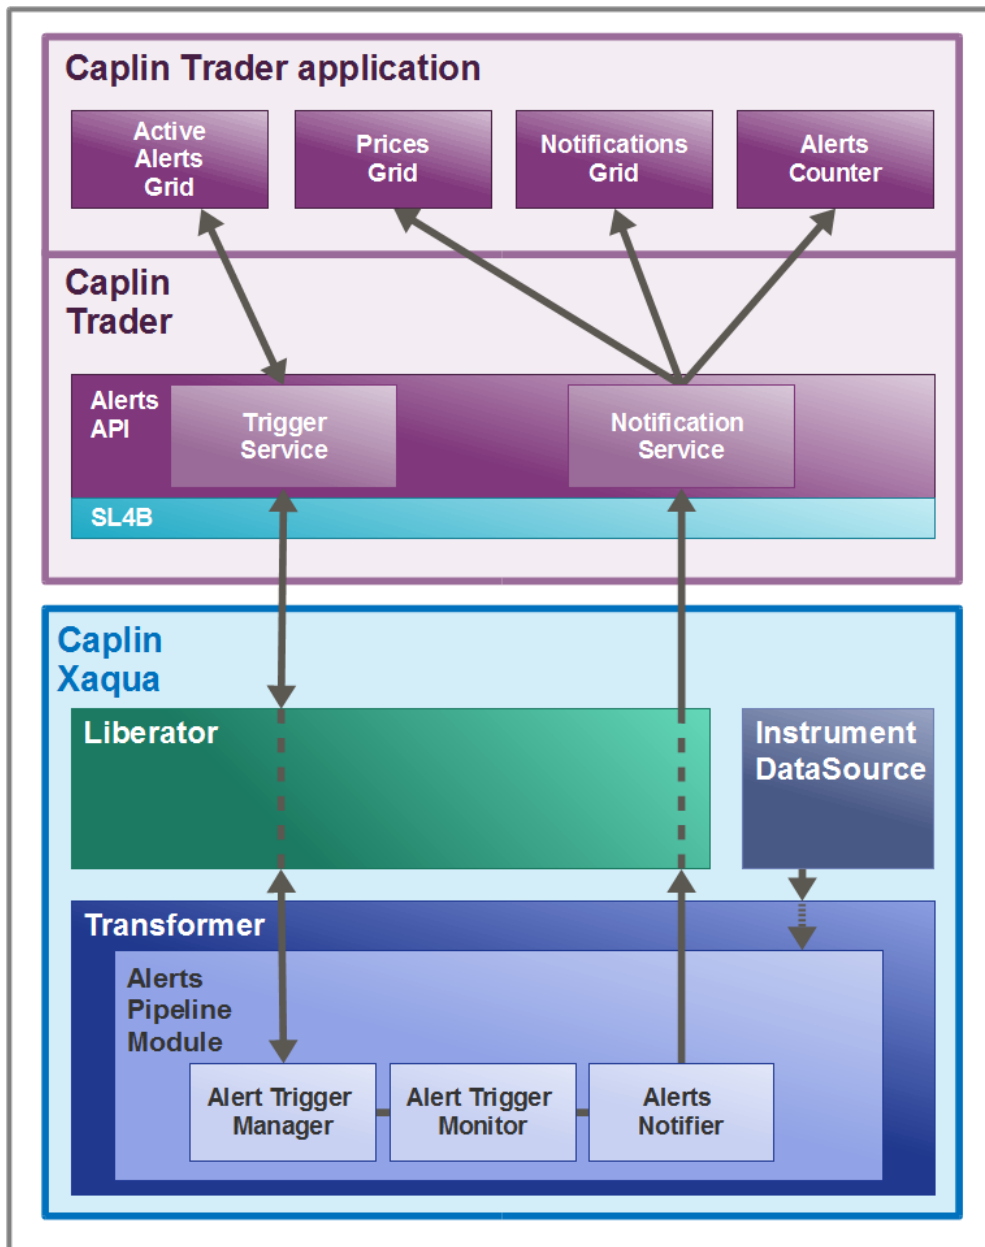 Caplin Trader application
Active
Alerts
Grid
Prices
Grid
Notifications
Grid
Alerts
Counter
Caplin
Trader
Alerts
API
Trigger
Service
Notification
Service
SL4B
Caplin
Xaqua
Liberator
Instrument
DataSource
Transformer
Alerts
Pipeline
Module
Alert Trigger
Manager
Alert Trigger
Monitor
Alerts
Notifier